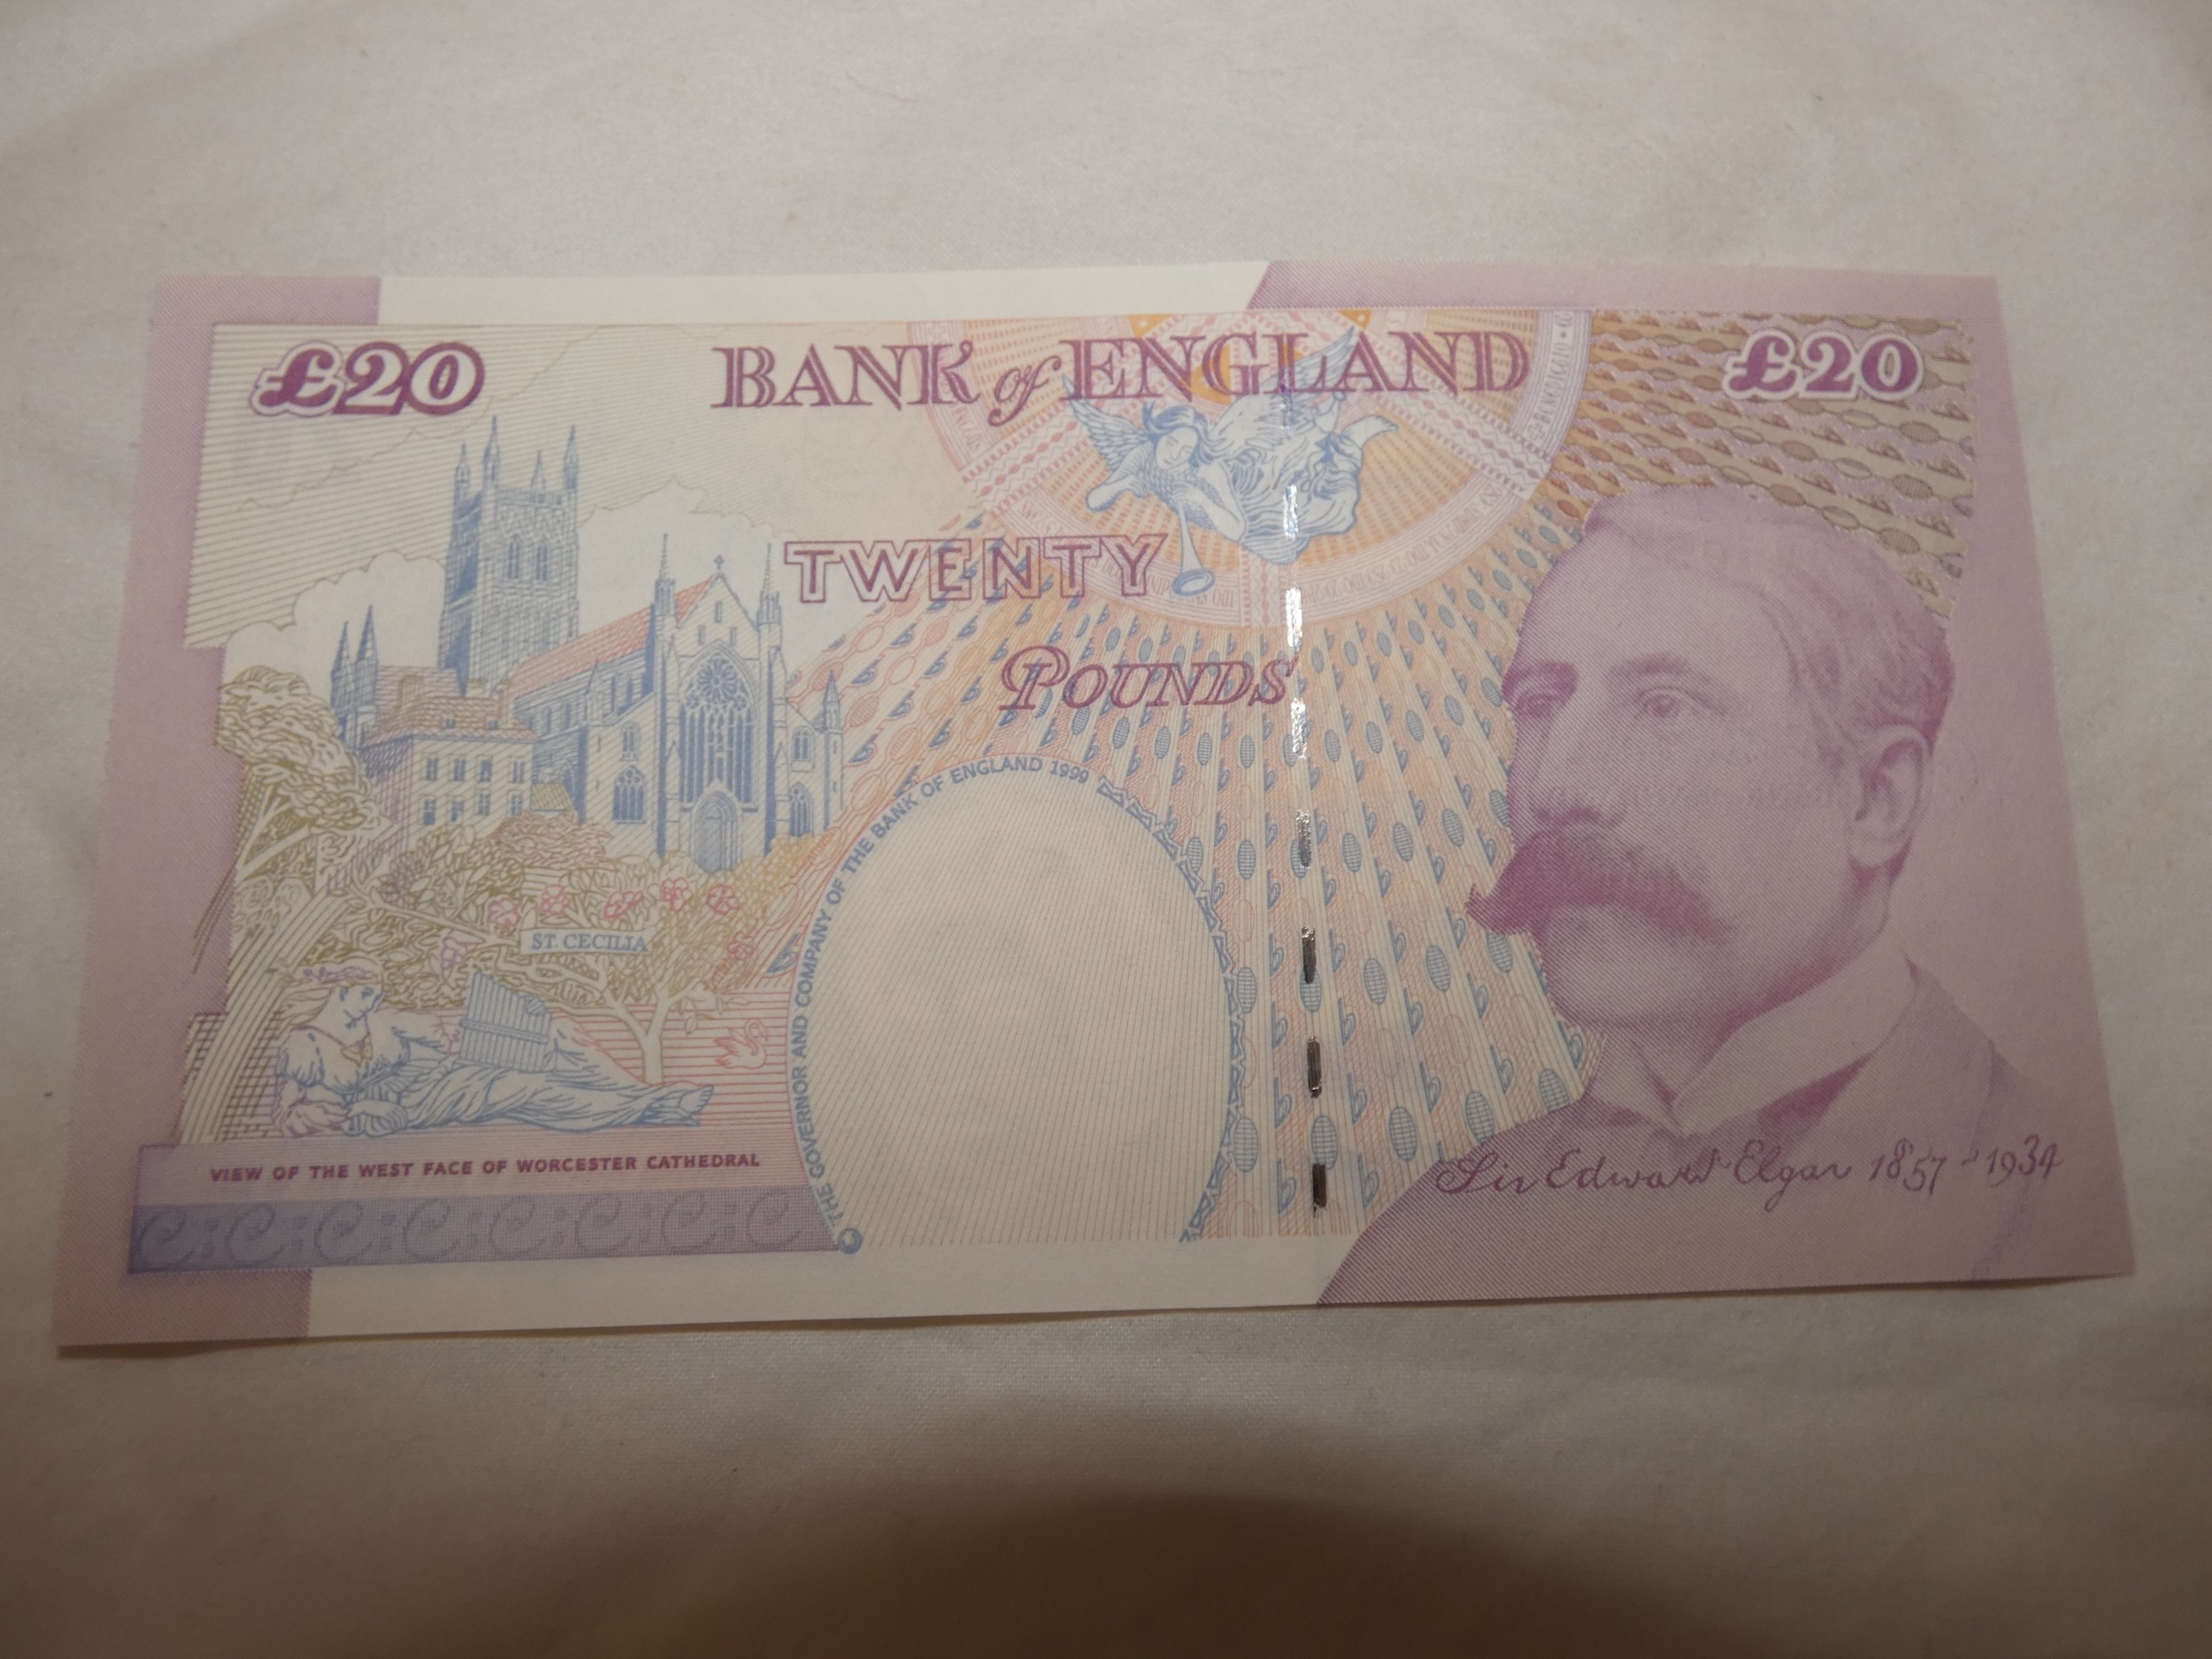 £20
BANK of ENGLAND
£20
TWENTY
POUNDS
THE GOVERNOR AND COMPANY OF THE BANK OF ENGLAND 1999
ST. CECILIA
VIEW OF THE WEST FACE OF WORCESTER CATHEDRAL
Sir Edward Elgar 1857-1934